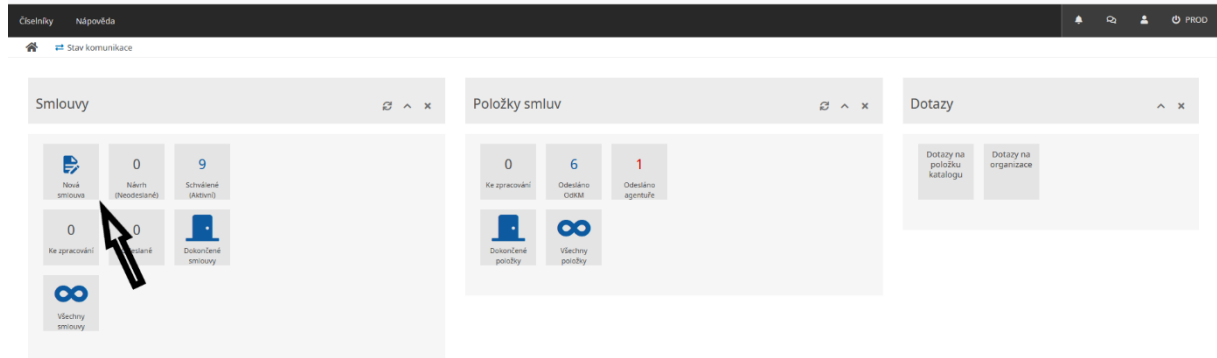 Číselníky Nápověda PROD
Stav komunikace
Smlouvy
Nová
smlouva
0
Návrh
(Neodeslané)
9
Schválené
(Aktivní)
0
Ke zpracování
0
Dokončené
smlouvy
Všechny
smlouvy
Položky smluv
0
Ke zpracování
6
Odesláno
OdKM
1
Odesláno
agentuře
Dokončené
položky
Všechny
položky
Dotazy
Dotazy na
položku
katalogu
Dotazy na
organizace